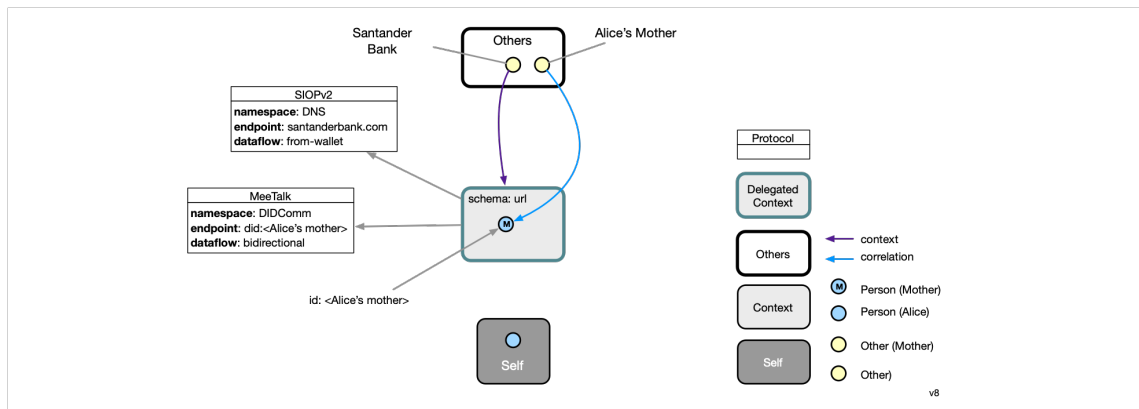 Santander
Bank
Others
Alice's Mother
SIOPv2
namespace: DNS
endpoint: santanderbank.com
dataflow: from-wallet
MeeTalk
namespace: DIDComm
endpoint: did:<Alice's mother>
dataflow: bidirectional
schema: url
M
id: <Alice's mother>
Self
Protocol
Delegated
Context
Others
context
correlation
Context
M
Person (Mother)
Person (Alice)
Self
Other (Mother)
Other)
v8